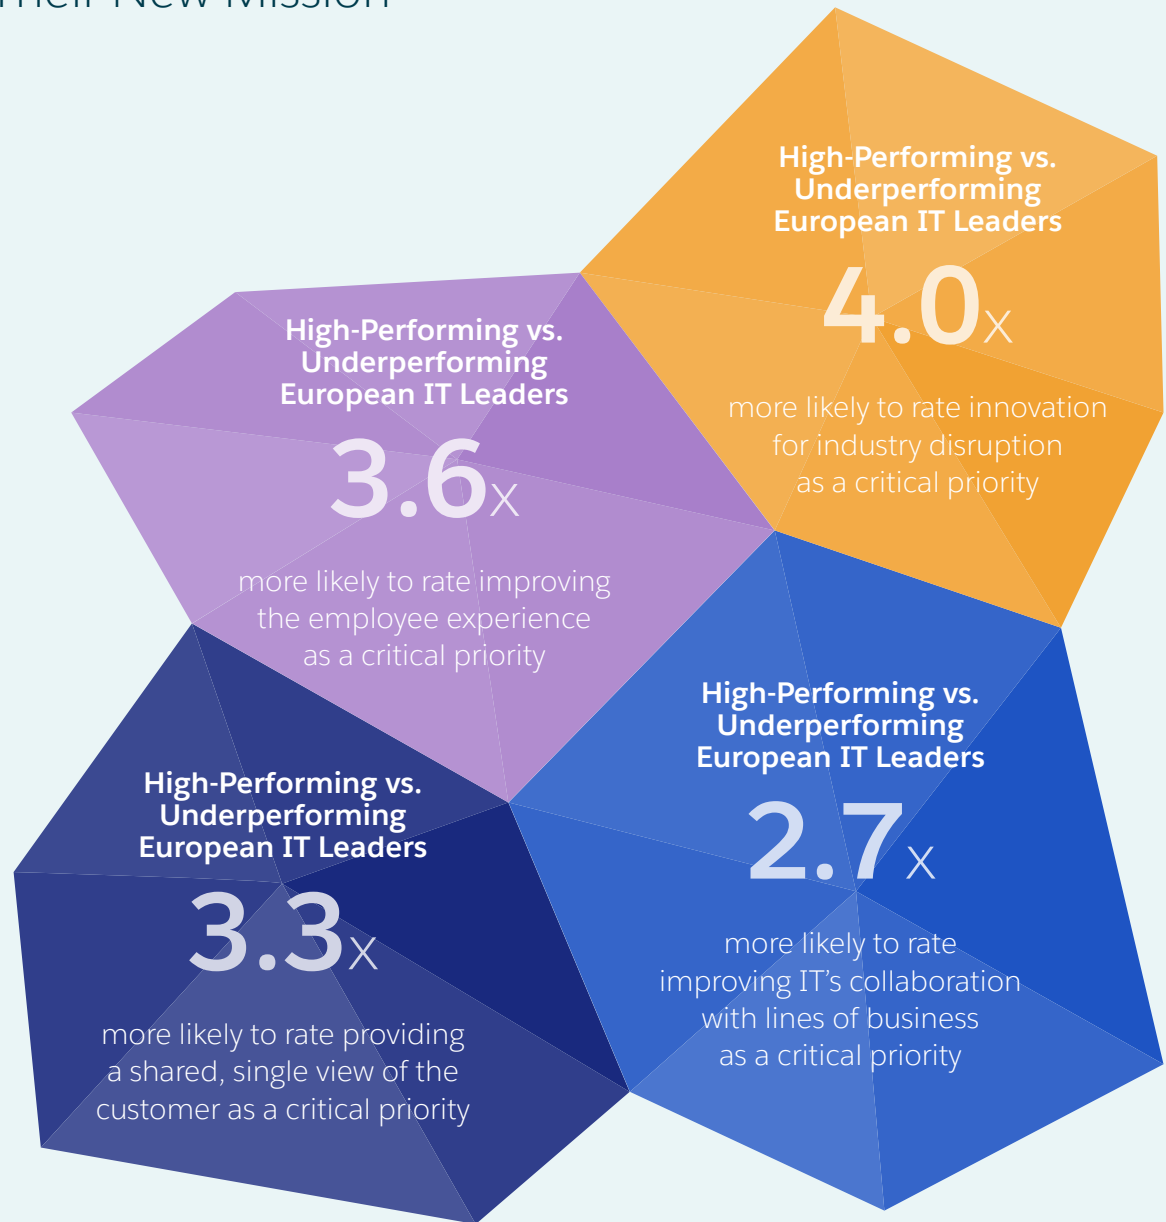 Their New Mission
High-Performing vs.
Underperforming
European IT Leaders
4.0x
more likely to rate innovation
for industry disruption
as a critical priority
High-Performing vs.
Underperforming
European IT Leaders
3.6x
more likely to rate improving
the employee experience
as a critical priority
High-Performing vs.
Underperforming
European IT Leaders
2.7x
more likely to rate
improving IT’s collaboration
with lines of business
as a critical priority
High-Performing vs.
Underperforming
European IT Leaders
3.3x
more likely to rate providing
a shared, single view of the
customer as a critical priority